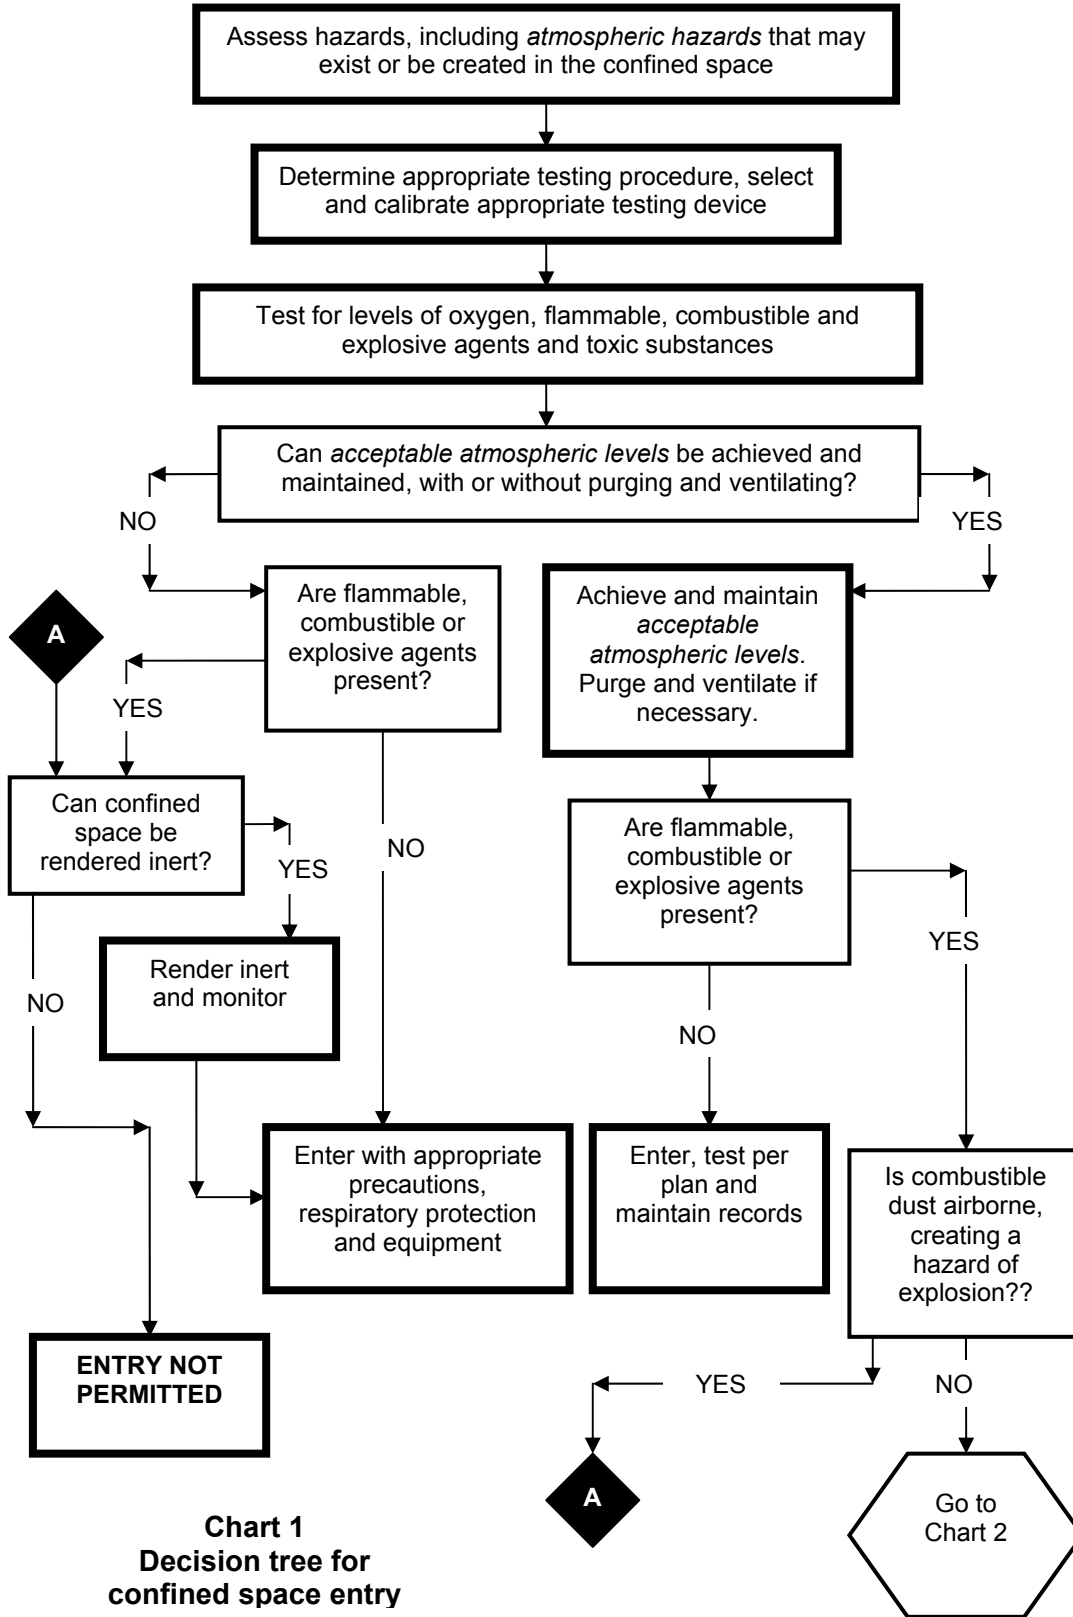 Assess hazards, including atmospheric hazards that may
exist or be created in the confined space
Determine appropriate testing procedure, select
and calibrate appropriate testing device
Test for levels of oxygen, flammable, combustible and
explosive agents and toxic substances
Can acceptable atmospheric levels be achieved and
maintained, with or without purging and ventilating?
NO
YES
Are flammable,
combustible or
explosive agents
present?
Achieve and maintain
acceptable
atmospheric levels.
Purge and ventilate if
necessary.
A
YES
Can confined
space be
rendered inert?
YES
NO
Are flammable,
combustible or
explosive agents
present?
YES
Render inert
and monitor
NO
NO
Enter with appropriate
precautions,
respiratory protection
and equipment
Enter, test per
plan and
maintain records
Is combustible
dust airborne,
creating a
hazard of
explosion??
ENTRY NOT
PERMITTED
YES
NO
A
Go to
Chart 2
Chart 1
Decision tree for
confined space entry